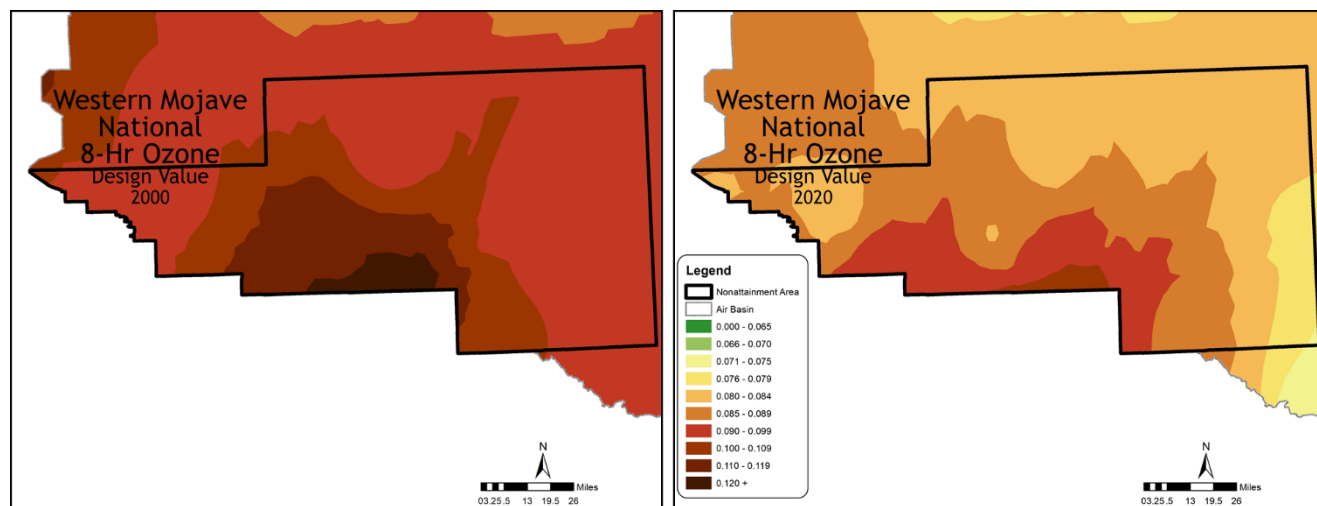 Western Mojave
National
8-Hr Ozone
Design Value
2000
N
Miles
03.25.5 13 19.5 26
Western Mojave
National
8-Hr Ozone
Design Value
2020
Legend
Nonattainment Area
Air Basin
0.000 - 0.065
0.066 - 0.070
0.071 - 0.075
0.076 - 0.079
0.080 - 0.084
0.085 - 0.089
0.090 - 0.099
0.100 - 0.109
0.110 - 0.119
0.120 +
N
Miles
03.25.5 13 19.5 26